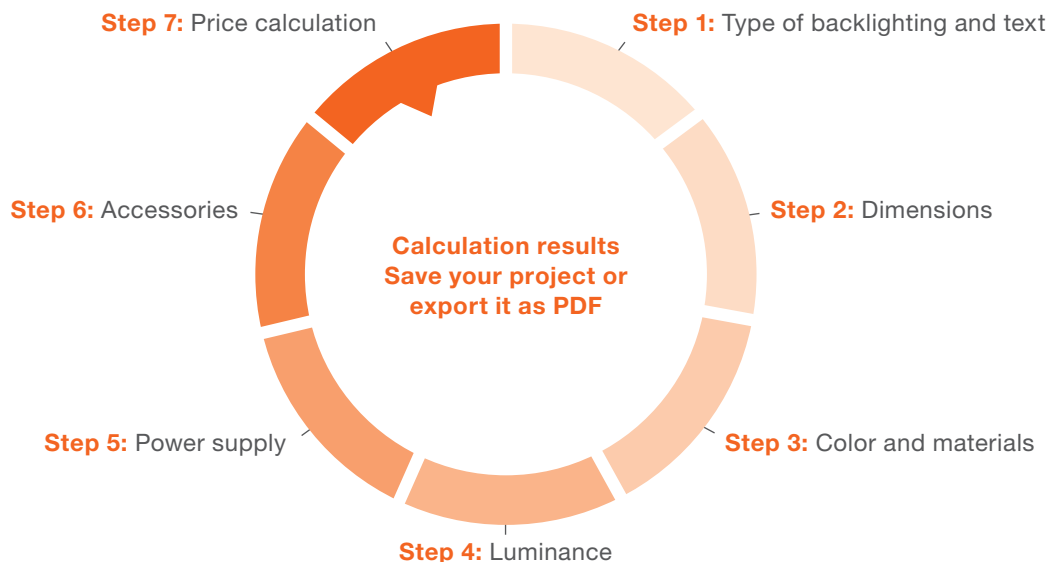 Step 7: Price calculation
Step 1: Type of backlighting and text
Step 6: Accessories
Step 2: Dimensions
Calculation results
Save your project or
export it as PDF
Step 5: Power supply
Step 3: Color and materials
Step 4: Luminance